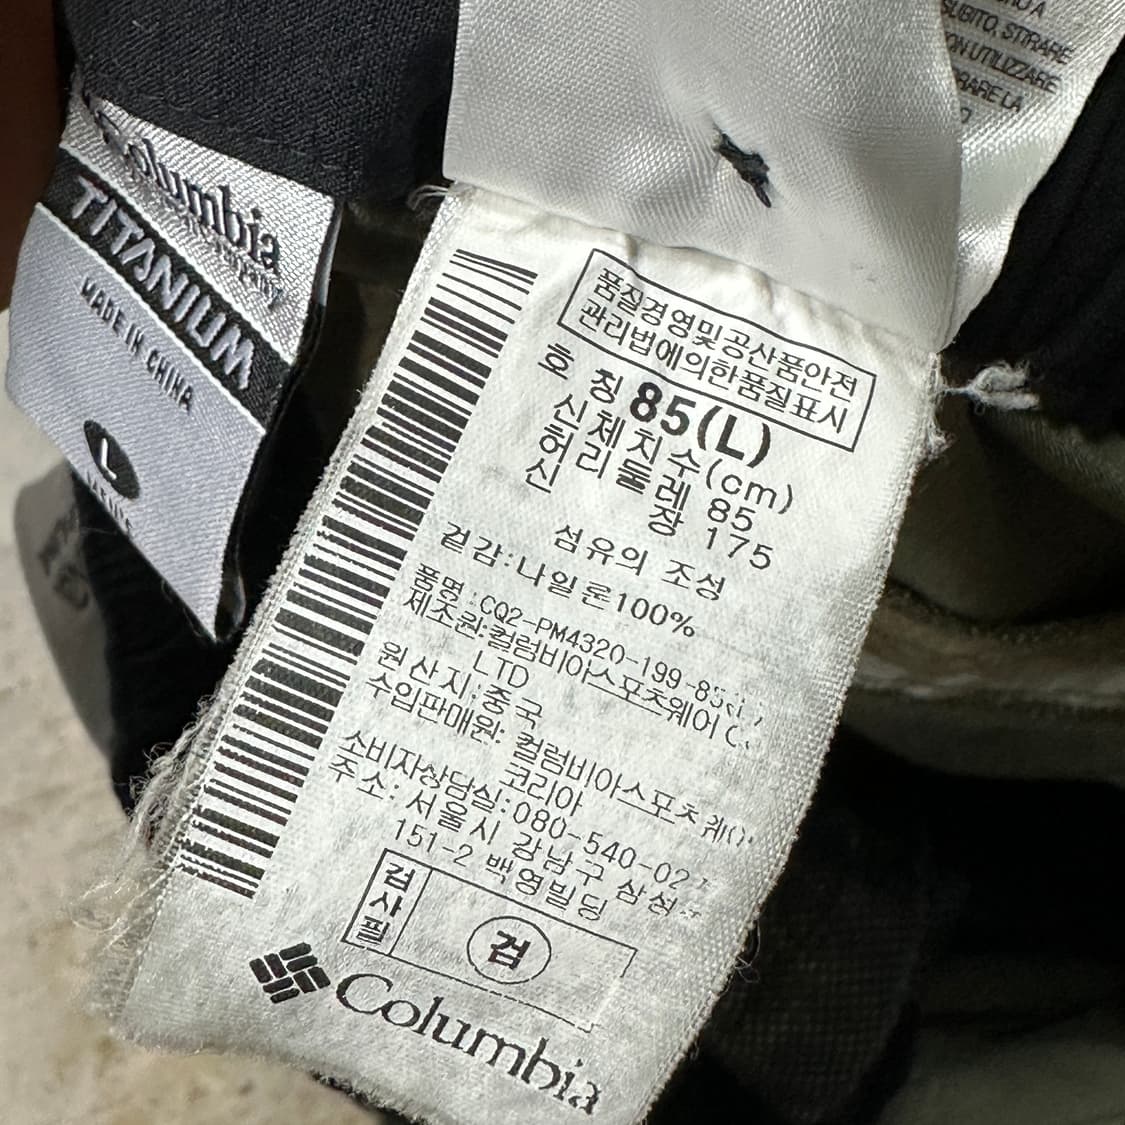 Columbia
TITANIUM
MADE IN CHINA
L
SUBITO, STIRARE
NON UTILIZZARE
LA
품질경영및공산품안전
관리법에의한품질표시
호 칭 85(L)
신체치수(cm)
허리둘레 85
신 장 175
섬유의 조성
겉감:나일론100%
품명:CQ2-PM4320-199-85(L)
제조원:컬럼비아스포츠웨어
LTD
원산지:중국
수입판매원: 컬럼비아스포츠웨어
코리아
소비자상담실:080-540-02
주소: 서울시 강남구 삼성
151-2 백영빌딩
검사필
검
Columbia